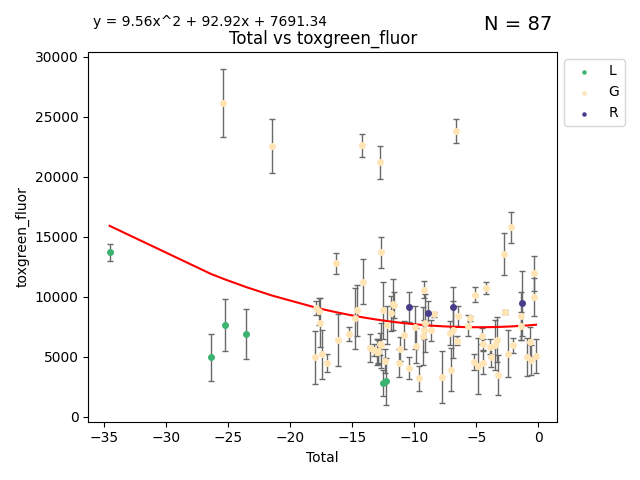 y = 9.56x^2 + 92.92x + 7691.34
N = 87
Total vs toxgreen_fluor
30000
25000
20000
15000
10000
5000
0
toxgreen_fluor
−35
−30
−25
−20
−15
−10
−5
0
Total
L
G
R